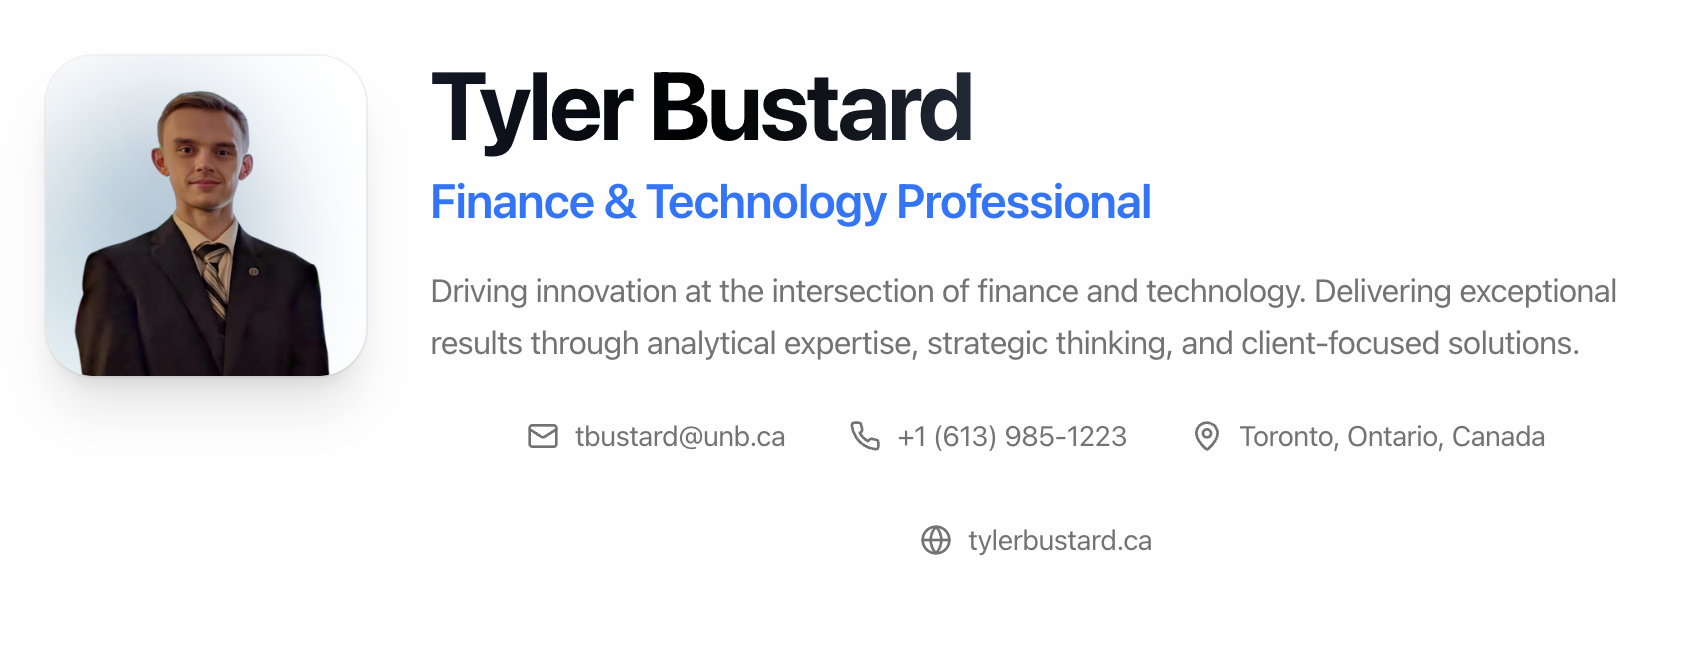 Tyler Bustard
Finance & Technology Professional
Driving innovation at the intersection of finance and technology. Delivering exceptional
results through analytical expertise, strategic thinking, and client-focused solutions.
tbustard@unb.ca +1 (613) 985-1223 Toronto, Ontario, Canada
tylerbustard.ca